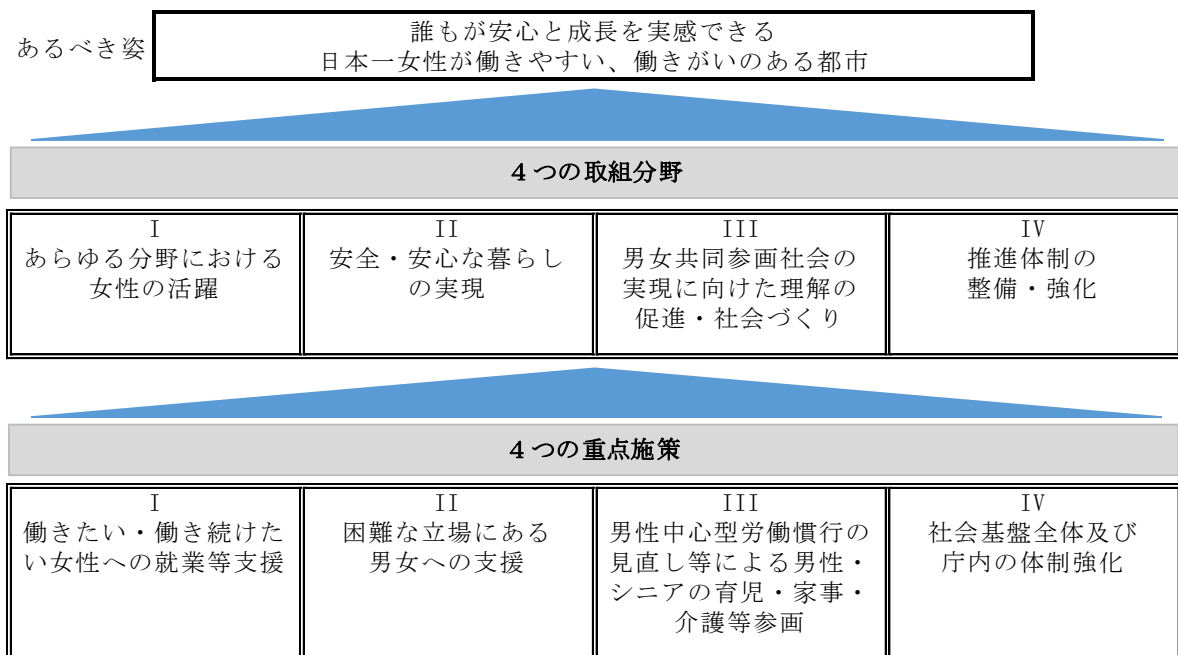 あるべき姿
誰もが安心と成長を実感できる
日本一女性が働きやすい、働きがいのある都市
４つの取組分野
I
あらゆる分野における
女性の活躍
II
安全・安心な暮らし
の実現
III
男女共同参画社会の
実現に向けた理解の
促進・社会づくり
IV
推進体制の
整備・強化
４つの重点施策
I
働きたい・働き続けた
い女性への就業等支援
II
困難な立場にある
男女への支援
III
男性中心型労働慣行の
見直し等による男性・
シニアの育児・家事・
介護等参画
IV
社会基盤全体及び
庁内の体制強化